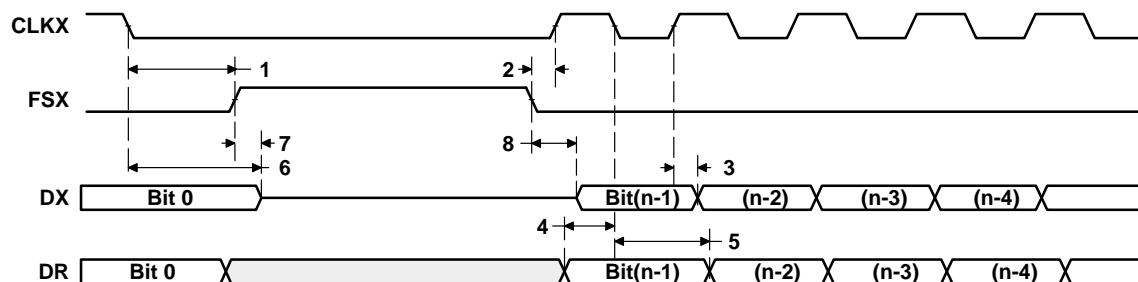 CLKX
1
2
FSX
7
8
6
3
DX
Bit 0
Bit(n-1)
(n-2)
(n-3)
(n-4)
4
5
DR
Bit 0
Bit(n-1)
(n-2)
(n-3)
(n-4)